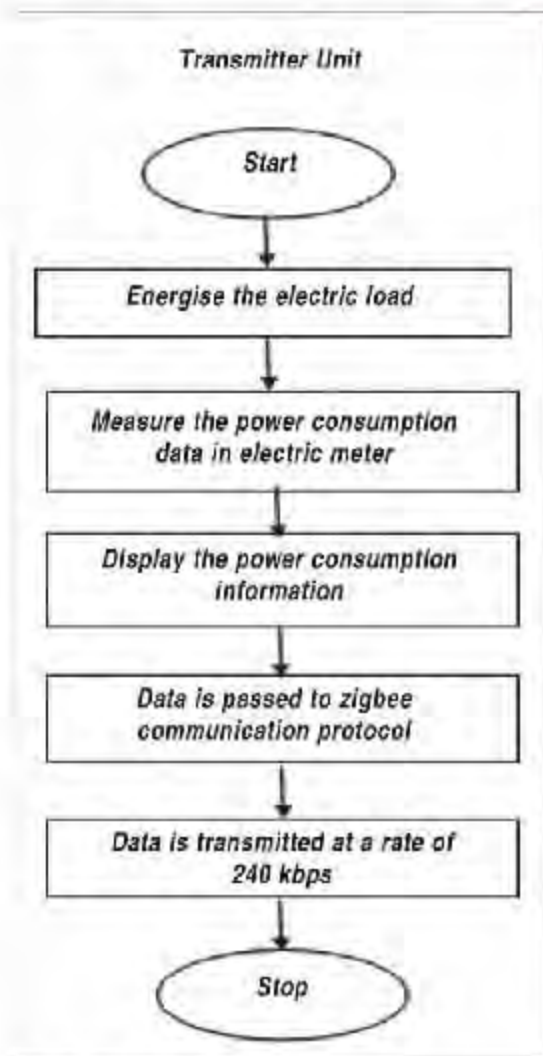 Transmitter Unit
Start
Energise the electric load
Measure the power consumption
data in electric meter
Display the power consumption
information
Data is passed to zigbee
communication protocol
Data is transmitted at a rate of
240 kbps
Stop